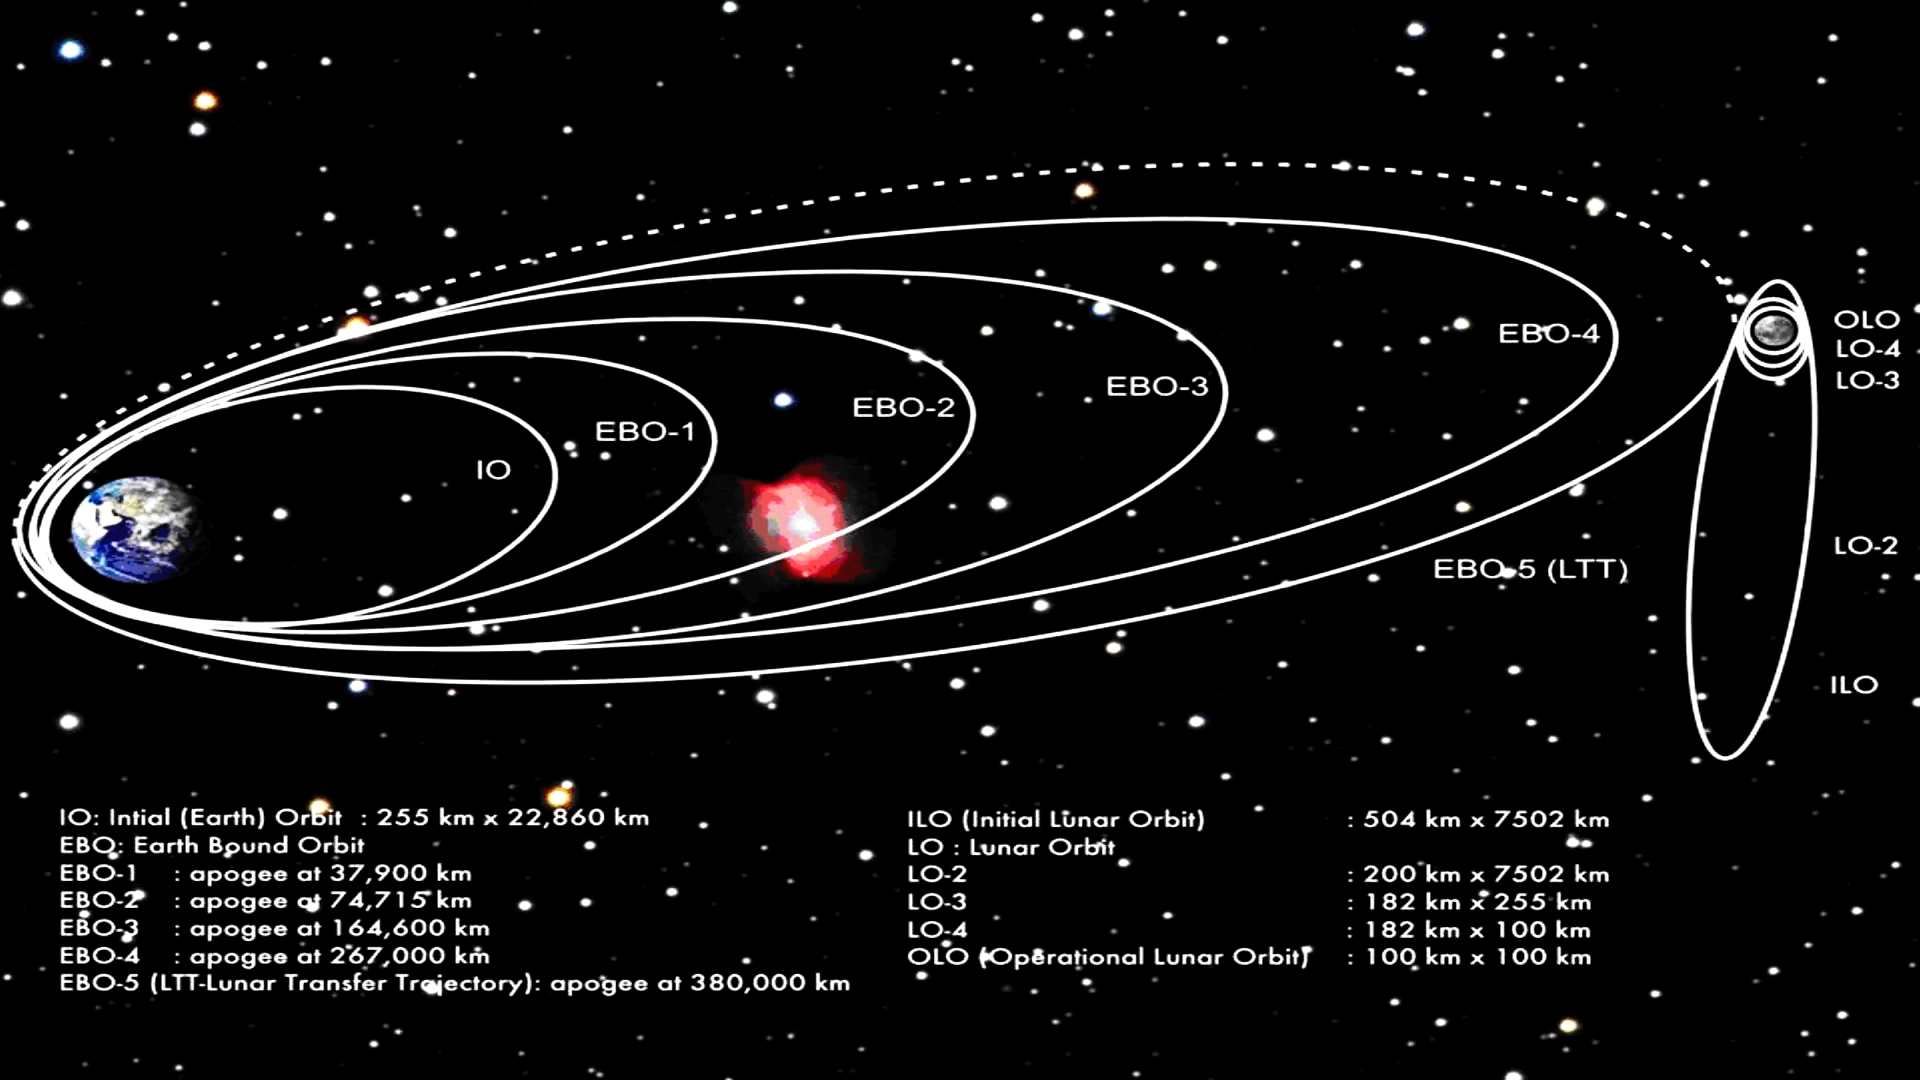 OLO
EBO-4
LO-4
EBO-3
LO-3
EBO-2
EBO-1
IO
LO-2
EBO-5 (LTT)
ILO
IO: Intial (Earth) Orbit : 255 km x 22,860 km
EBO: Earth Bound Orbit
EBO-1 : apogee at 37,900 km
EBO-2 : apogee at 74,715 km
EBO-3 : apogee at 164,600 km
EBO-4 : apogee at 267,000 km
EBO-5 (LTT-Lunar Transfer Trajectory): apogee at 380,000 km
ILO (Initial Lunar Orbit) : 504 km x 7502 km
LO : Lunar Orbit
LO-2 : 200 km x 7502 km
LO-3 : 182 km x 255 km
LO-4 : 182 km x 100 km
OLO (Operational Lunar Orbit) : 100 km x 100 km